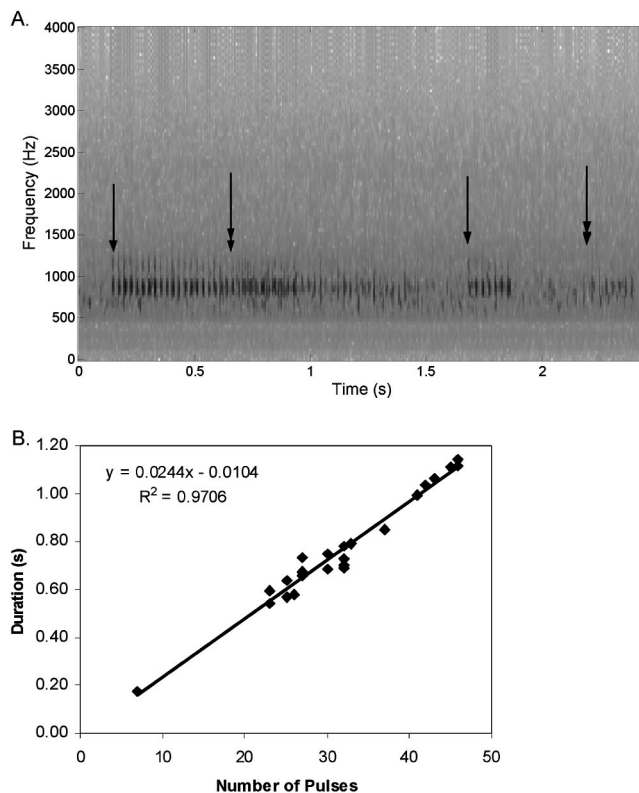 A.
4000
3500
3000
2500
2000
1500
1000
500
0
Frequency (Hz)
0 0.5 1 1.5 2
Time (s)
B.
1.20
1.00
0.80
0.60
0.40
0.20
0.00
Duration (s)
y = 0.0244x - 0.0104
R² = 0.9706
0 10 20 30 40 50
Number of Pulses